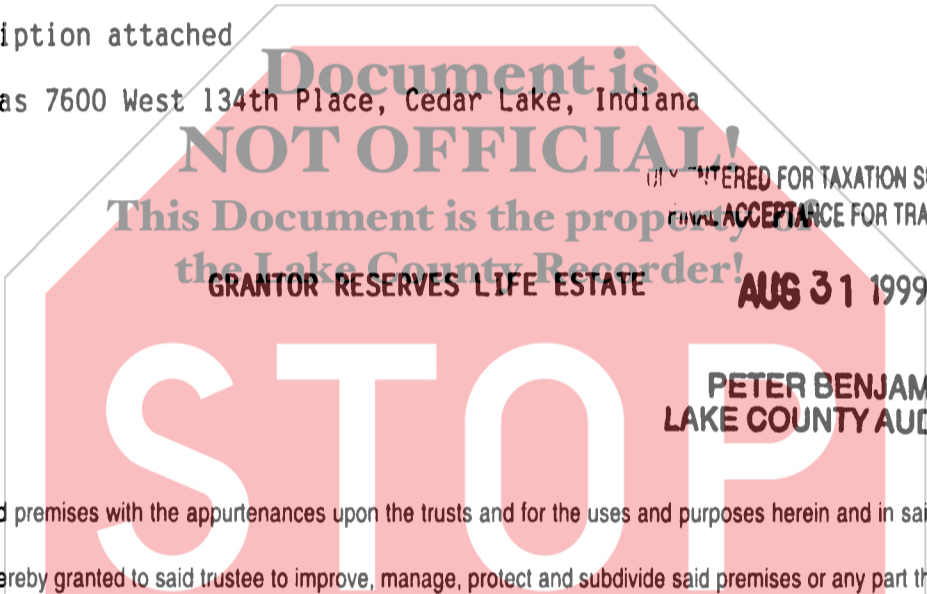 iption attached
Document is
as 7600 West 134th Place, Cedar Lake, Indiana
NOT OFFICIAL!
ENTERED FOR TAXATION S
This Document is the property of
FINAL ACCEPTANCE FOR TRA
the Lake County Recorder!
GRANTOR RESERVES LIFE ESTATE
AUG 31 1999
STOP
PETER BENJAM
LAKE COUNTY AUD
d premises with the appurtenances upon the trusts and for the uses and purposes herein and in sai
ereby granted to said trustee to improve, manage, protect and subdivide said premises or any part th